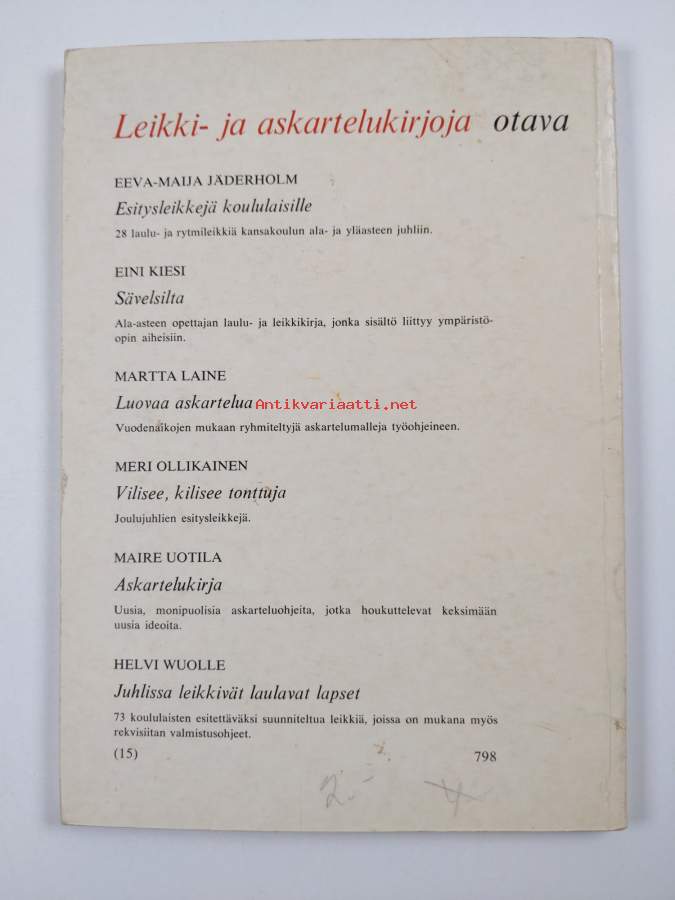 Leikki- ja askartelukirjoja otava
EEVA-MAIJA JÄDERHOLM
Esitysleikkejä koululaisille
28 laulu- ja rytmileikkiä kansakoulun ala- ja yläasteen juhliin.
EINI KIESI
Sävelsilta
Ala-asteen opettajan laulu- ja leikkikirja, jonka sisältö liittyy ympäristö-
opin aiheisiin.
MARTTA LAINE
Luovaa askartelua
Antikvariaatti.net
Vuodenaikojen mukaan ryhmiteltyjä askartelumalleja työohjeineen.
MERI OLLIKAINEN
Vilisee, kilisee tonttuja
Joulujuhlien esitysleikkejä.
MAIRE UOTILA
Askartelukirja
Uusia, monipuolisia askarteluohjeita, jotka houkuttelevat keksimään
uusia ideoita.
HELVI WUOLLE
Juhlissa leikkivät laulavat lapset
73 koululaisten esitettäväksi suunniteltua leikkiä, joissa on mukana myös
rekvisiitan valmistusohjeet.
(15) 798
2.-